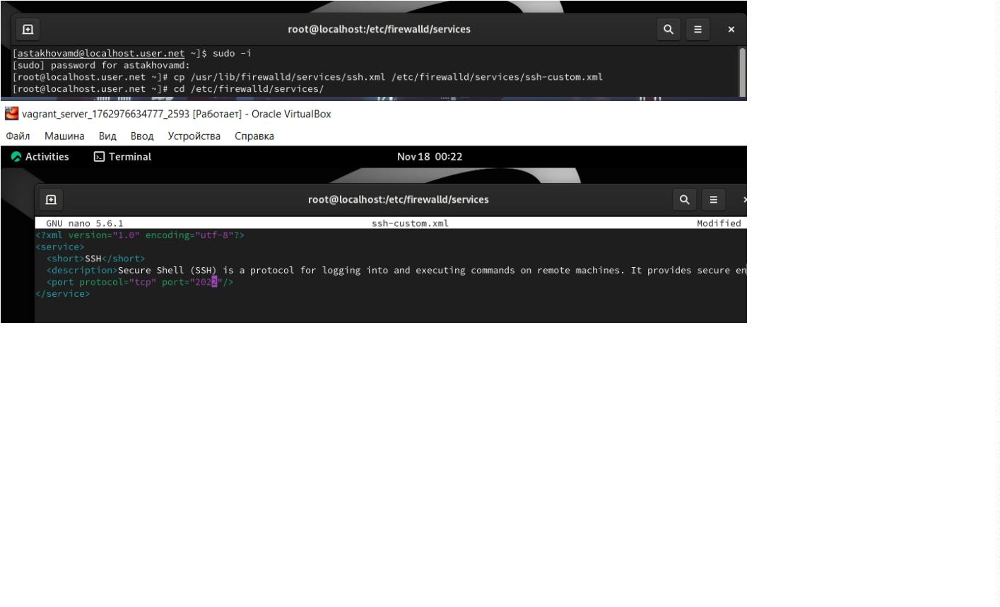 root@localhost:/etc/firewalld/services
[astakhovamd@localhost.user.net ~]$ sudo -i
[sudo] password for astakhovamd:
[root@localhost.user.net ~]# cp /usr/lib/firewalld/services/ssh.xml /etc/firewalld/services/ssh-custom.xml
[root@localhost.user.net ~]# cd /etc/firewalld/services/
vagrant_server_1762976634777_2593 [Работает] - Oracle VirtualBox
Файл Машина Вид Ввод Устройства Справка
Activities Terminal Nov 18 00:22
root@localhost:/etc/firewalld/services
GNU nano 5.6.1 ssh-custom.xml Modified
<?xml version="1.0" encoding="utf-8"?>
<service>
  <short>SSH</short>
  <description>Secure Shell (SSH) is a protocol for logging into and executing commands on remote machines. It provides secure en
  <port protocol="tcp" port="2022"/>
</service>